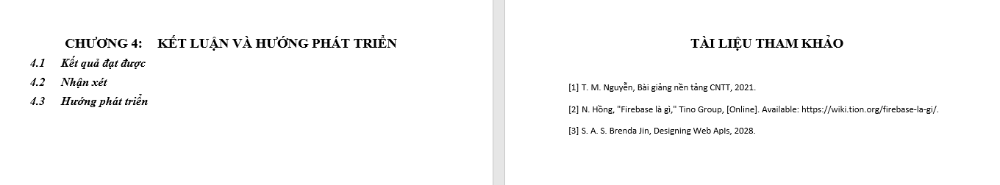 CHƯƠNG 4: KẾT LUẬN VÀ HƯỚNG PHÁT TRIỂN
4.1 Kết quả đạt được
4.2 Nhận xét
4.3 Hướng phát triển
TÀI LIỆU THAM KHẢO
[1] T. M. Nguyễn, Bài giảng nền tảng CNTT, 2021.
[2] N. Hồng, "Firebase là gì," Tino Group, [Online]. Available: https://wiki.tion.org/firebase-la-gi/.
[3] S. A. S. Brenda Jin, Designing Web ApIs, 2028.